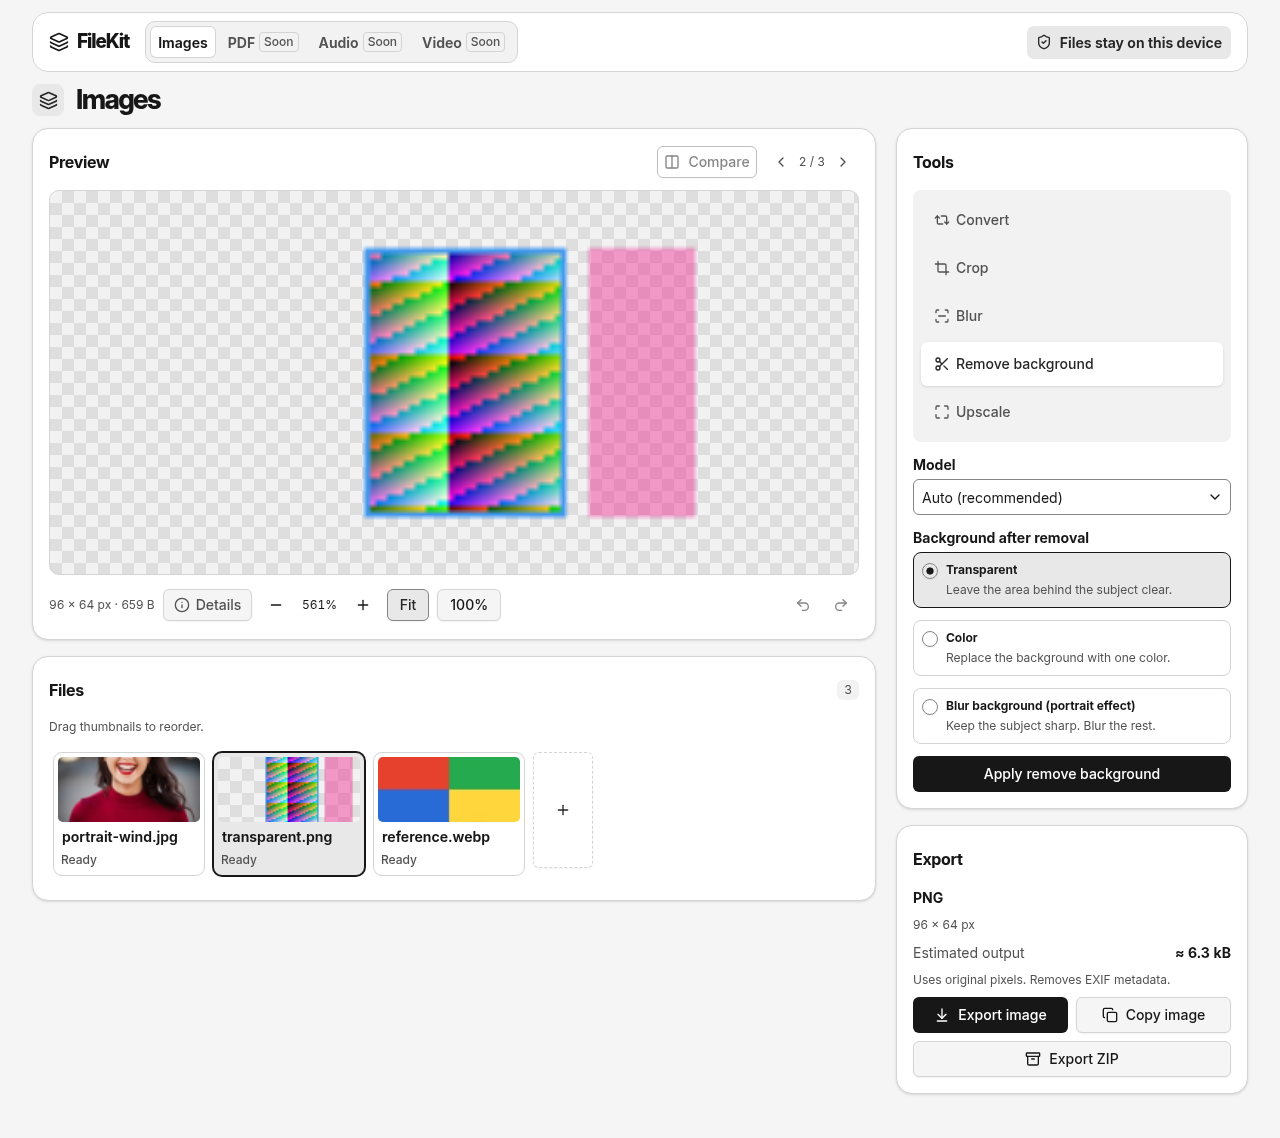 FileKit
Images
PDF Soon
Audio Soon
Video Soon
Files stay on this device
Images
Preview
Compare
2 / 3
96 × 64 px · 659 B
Details
561%
Fit
100%
Files
3
Drag thumbnails to reorder.
portrait-wind.jpg
Ready
transparent.png
Ready
reference.webp
Ready
Tools
Convert
Crop
Blur
Remove background
Upscale
Model
Auto (recommended)
Background after removal
Transparent
Leave the area behind the subject clear.
Color
Replace the background with one color.
Blur background (portrait effect)
Keep the subject sharp. Blur the rest.
Apply remove background
Export
PNG
96 × 64 px
Estimated output ≈ 6.3 kB
Uses original pixels. Removes EXIF metadata.
Export image
Copy image
Export ZIP